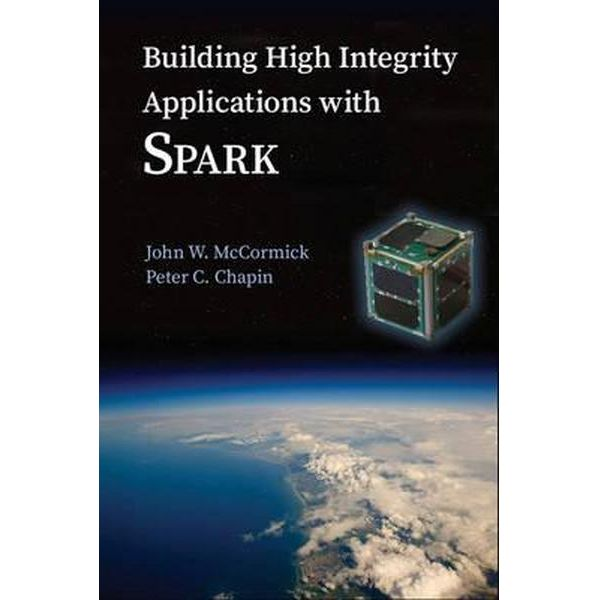 Building High Integrity
Applications with
SPARK
John W. McCormick
Peter C. Chapin